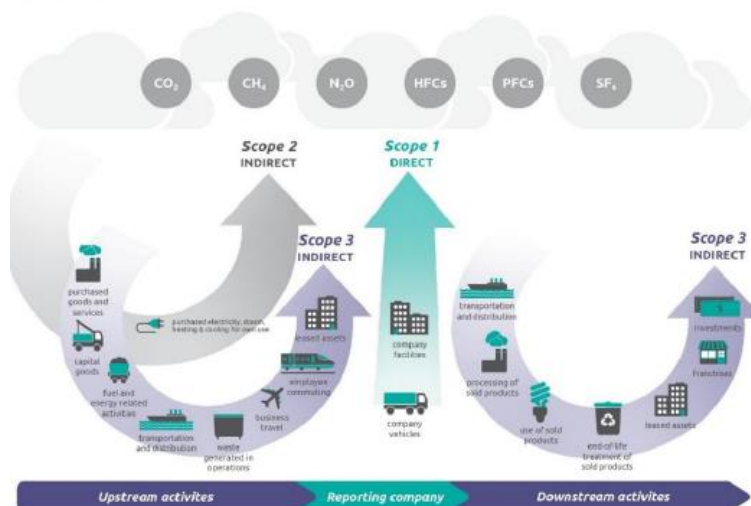 CO₂
CH₄
N₂O
HFCs
PFCs
SF₆
Scope 2
INDIRECT
Scope 1
DIRECT
Scope 3
INDIRECT
Scope 3
INDIRECT
purchased
goods and
services
capital
goods
fuel and
energy related
activities
transportation
and distribution
waste
generated in
operations
business
travel
employee
commuting
leased assets
purchased electricity, steam,
heating & cooling for own use
company
facilities
company
vehicles
transportation
and distribution
processing of
sold products
use of sold
products
end-of-life
treatment of
sold products
leased assets
franchises
investments
Upstream activites
Reporting company
Downstream activites